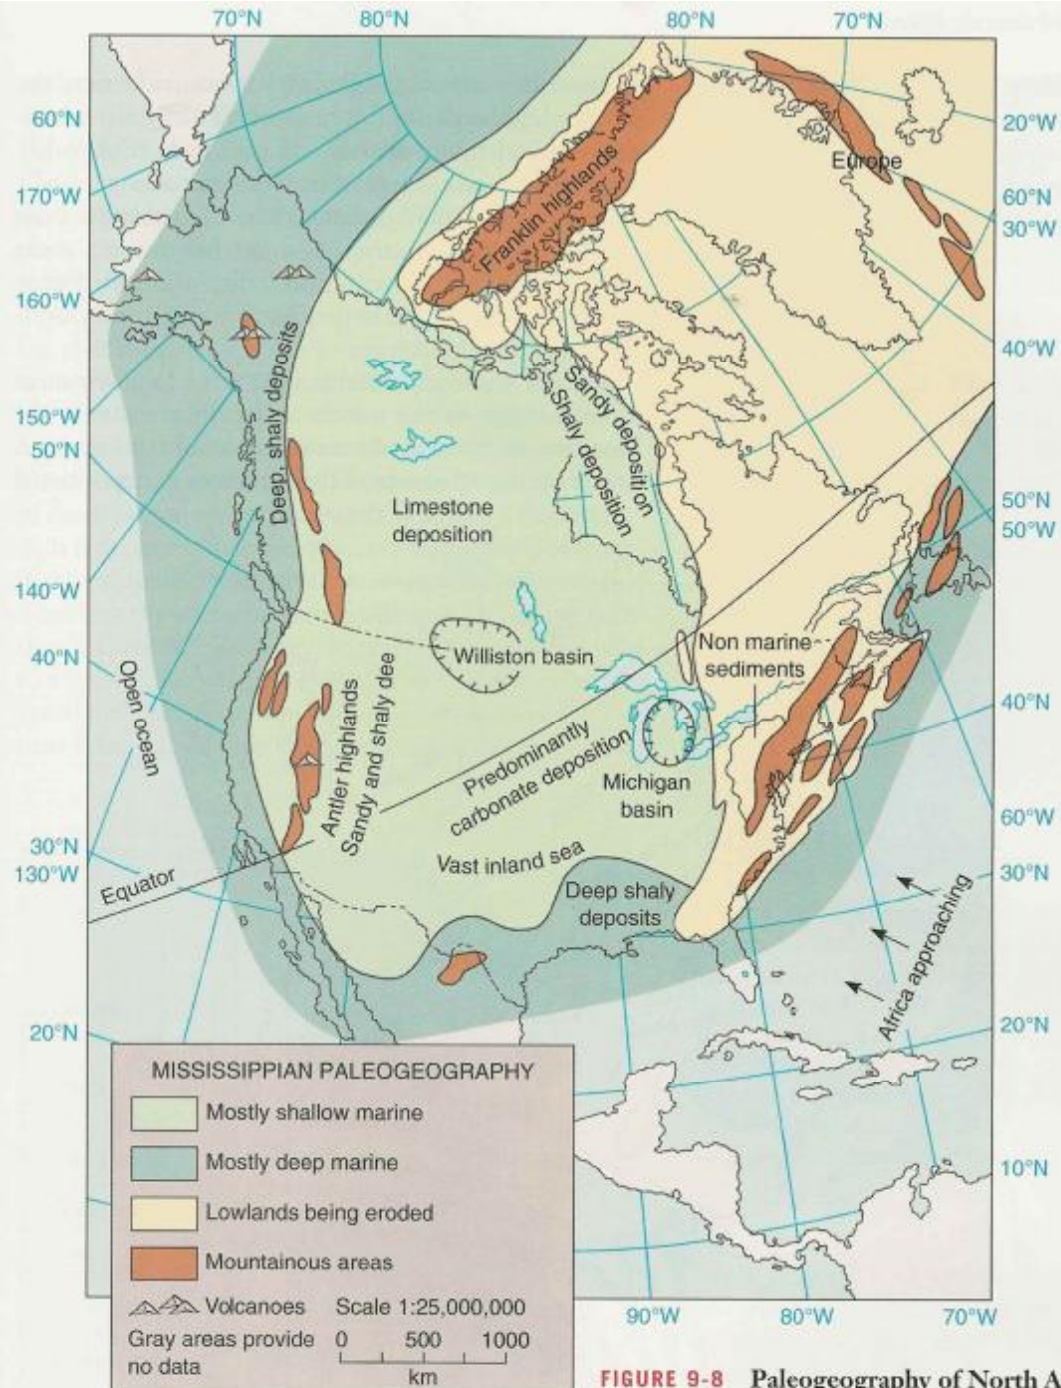 70°N
80°N
80°N
70°N
60°N
170°W
160°W
150°W
50°N
140°W
40°N
30°N
130°W
20°N
20°W
60°N
30°W
40°W
50°N
50°W
40°N
60°W
30°N
20°N
10°N
90°W
80°W
70°W
Europe
Franklin highlands
Deep, shaly deposits
Sandy deposition
Shaly deposition
Limestone
deposition
Williston basin
Non marine
sediments
Open ocean
Antler highlands
Sandy and shaly dee
Predominantly
carbonate deposition
Michigan
basin
Vast inland sea
Equator
Deep shaly
deposits
Africa approaching
MISSISSIPPIAN PALEOGEOGRAPHY
Mostly shallow marine
Mostly deep marine
Lowlands being eroded
Mountainous areas
Volcanoes Scale 1:25,000,000
Gray areas provide
no data
0 500 1000
km
FIGURE 9-8 Paleogeography of North A